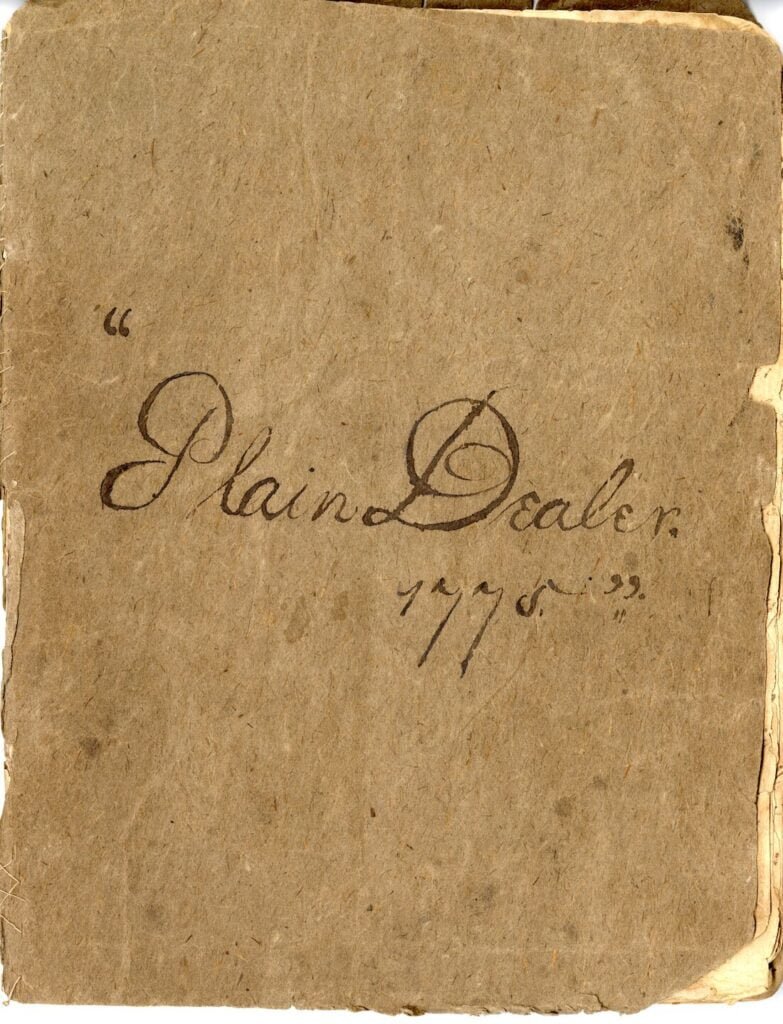 "
Plain Dealer.
1775. "